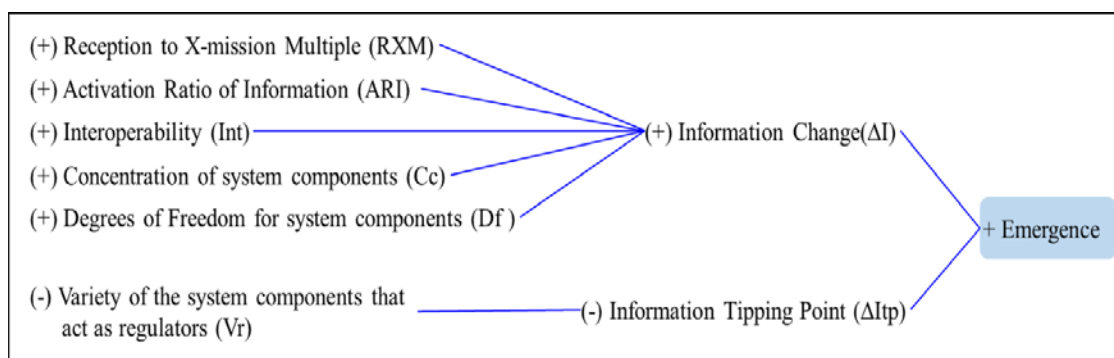 (+) Reception to X-mission Multiple (RXM)
(+) Activation Ratio of Information (ARI)
(+) Interoperability (Int)
(+) Information Change(ΔI)
(+) Concentration of system components (Cc)
(+) Degrees of Freedom for system components (Df )
+ Emergence
(-) Variety of the system components that
act as regulators (Vr)
(-) Information Tipping Point (ΔItp)